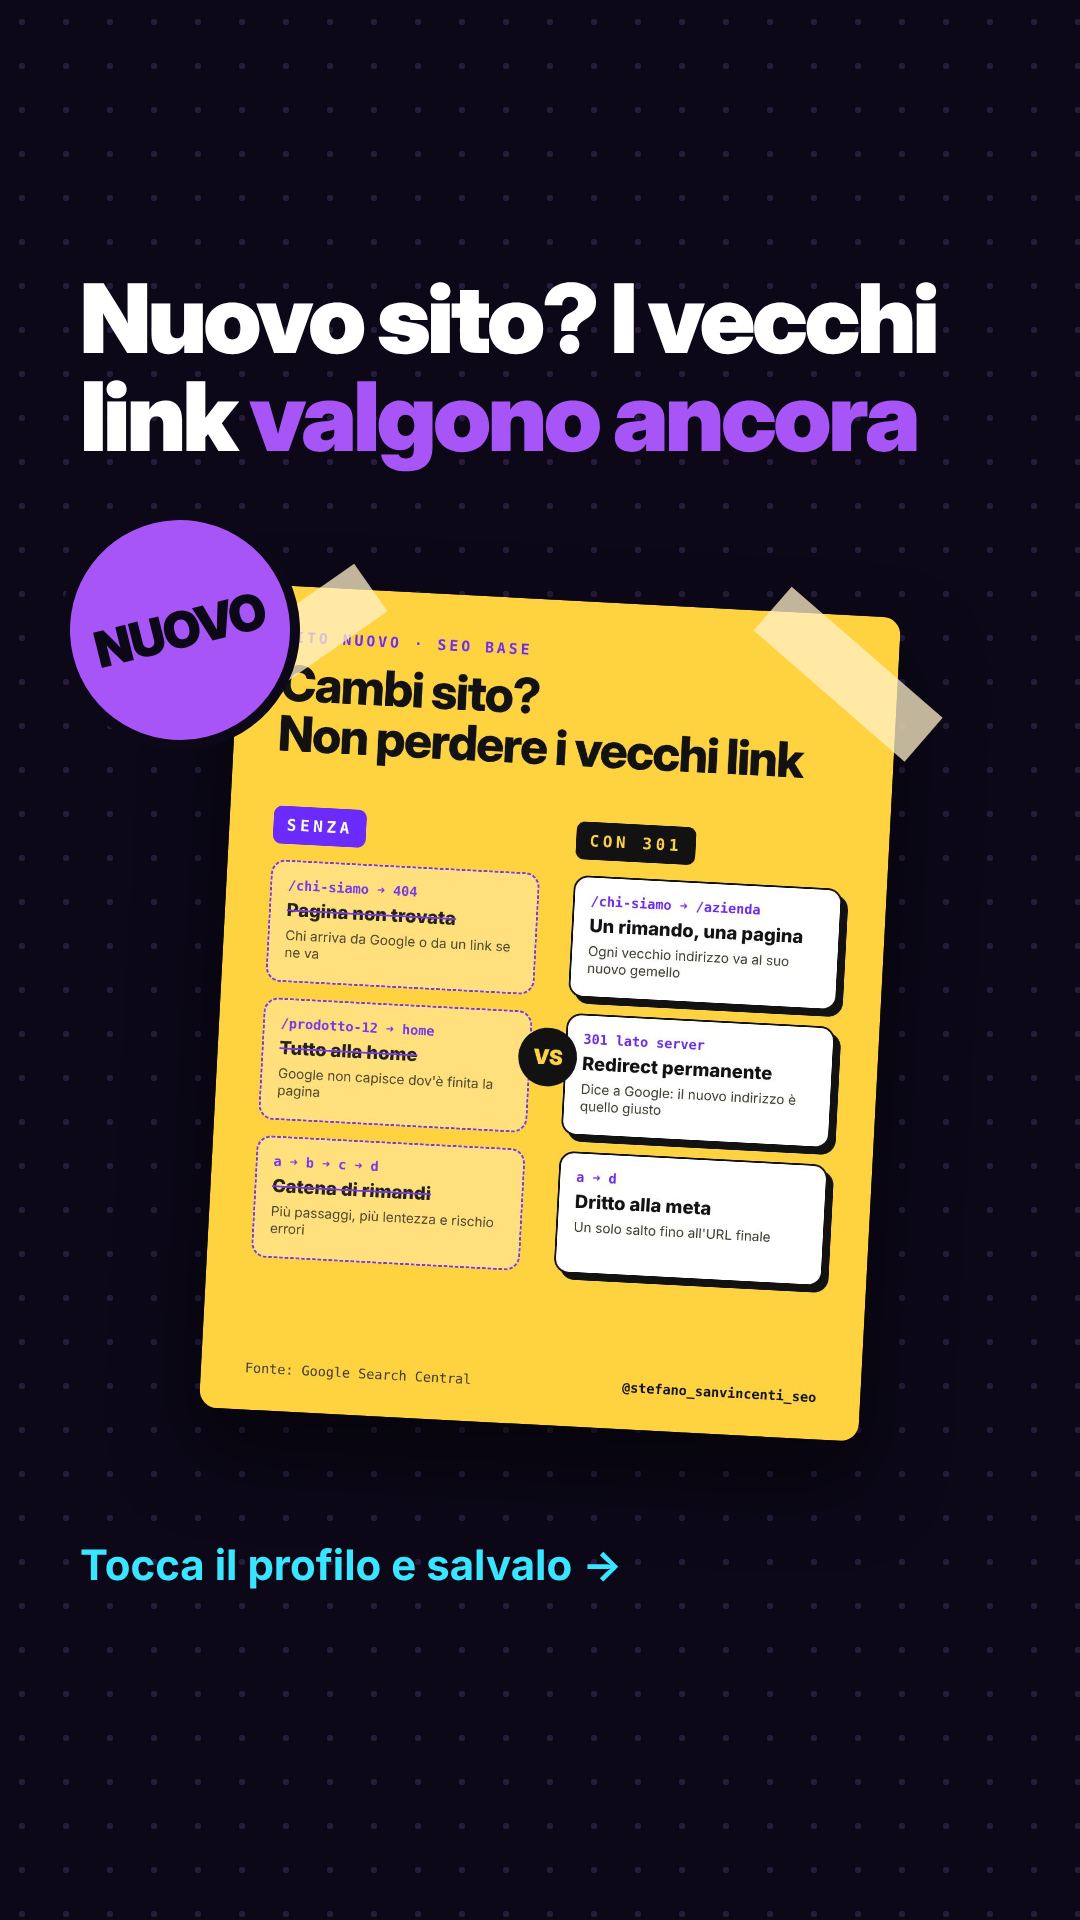 Nuovo sito? I vecchi
link valgono ancora
NUOVO
NUOVO · SEO BASE
Cambi sito?
Non perdere i vecchi link
SENZA
/chi-siamo → 404
Pagina non trovata
Chi arriva da Google o da un link se
ne va
/prodotto-12 → home
Tutto alla home
Google non capisce dov'è finita la
pagina
a → b → c → d
Catena di rimandi
Più passaggi, più lentezza e rischio
errori
VS
CON 301
/chi-siamo → /azienda
Un rimando, una pagina
Ogni vecchio indirizzo va al suo
nuovo gemello
301 lato server
Redirect permanente
Dice a Google: il nuovo indirizzo è
quello giusto
a → d
Dritto alla meta
Un solo salto fino all'URL finale
Fonte: Google Search Central
@stefano_sanvincenti_seo
Tocca il profilo e salvalo →